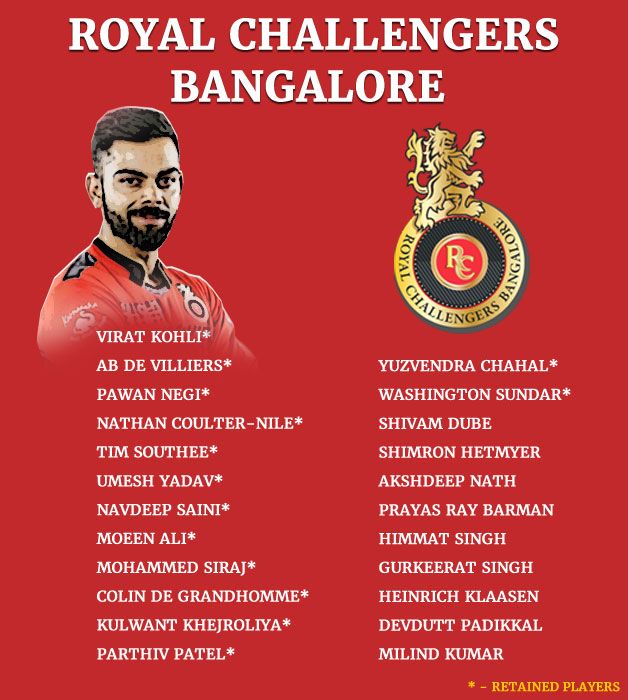 ROYAL CHALLENGERS
BANGALORE
ROYAL CHALLENGERS BANGALORE
RC
VIRAT KOHLI*
AB DE VILLIERS*
PAWAN NEGI*
NATHAN COULTER-NILE*
TIM SOUTHEE*
UMESH YADAV*
NAVDEEP SAINI*
MOEEN ALI*
MOHAMMED SIRAJ*
COLIN DE GRANDHOMME*
KULWANT KHEJROLIYA*
PARTHIV PATEL*
YUZVENDRA CHAHAL*
WASHINGTON SUNDAR*
SHIVAM DUBE
SHIMRON HETMYER
AKSHDEEP NATH
PRAYAS RAY BARMAN
HIMMAT SINGH
GURKEERAT SINGH
HEINRICH KLAASEN
DEVDUTT PADIKKAL
MILIND KUMAR
* - RETAINED PLAYERS